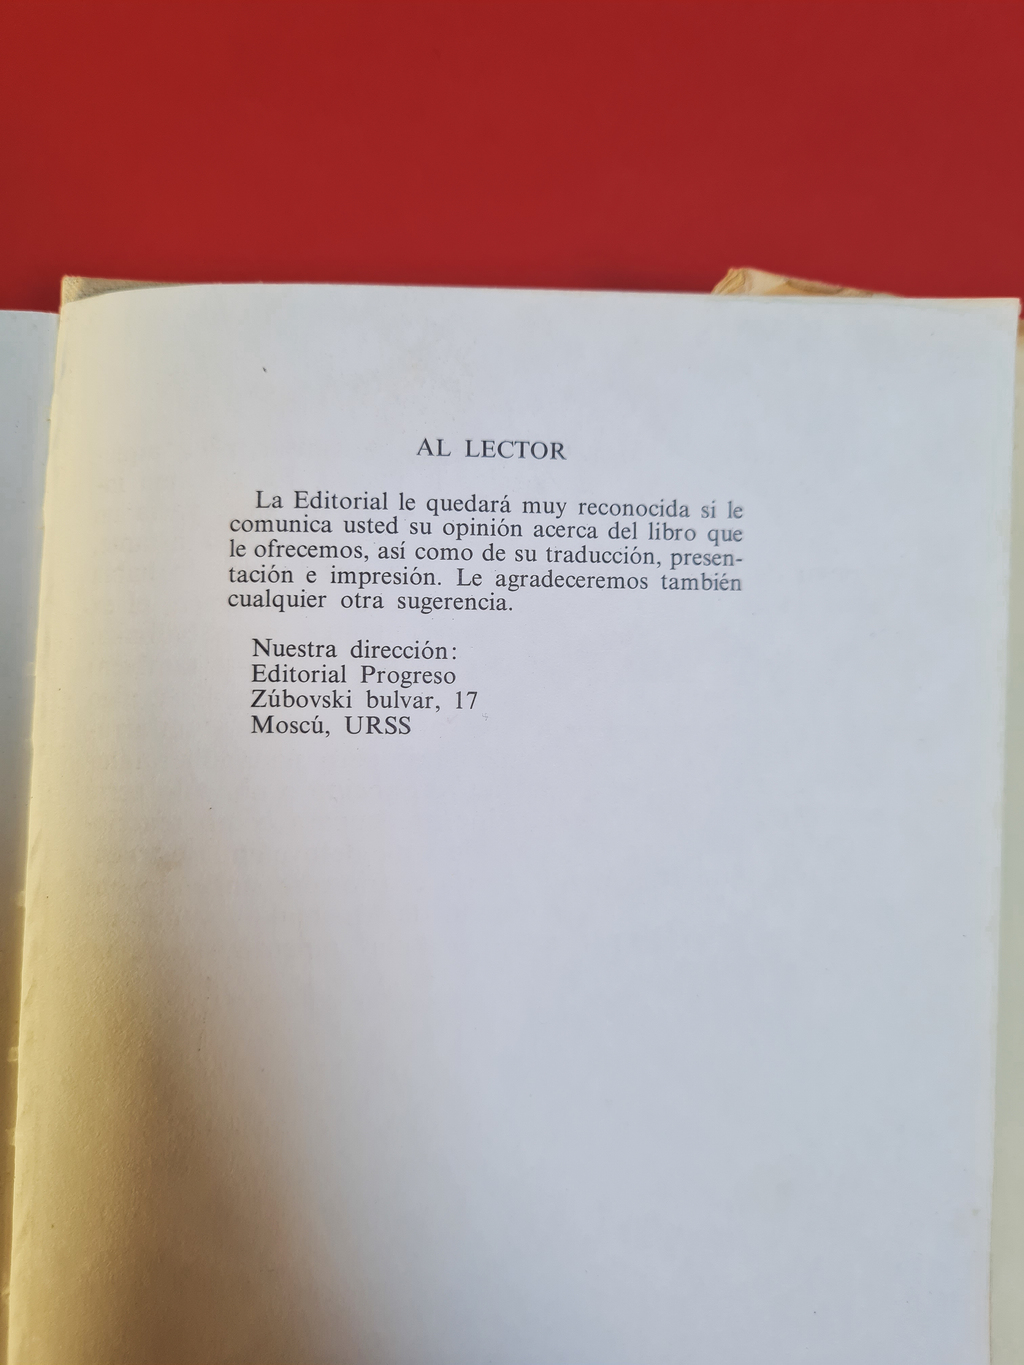 AL LECTOR
La Editorial le quedará muy reconocida si le
comunica usted su opinión acerca del libro que
le ofrecemos, así como de su traducción, presen-
tación e impresión. Le agradeceremos también
cualquier otra sugerencia.
Nuestra dirección:
Editorial Progreso
Zúbovski bulvar, 17
Moscú, URSS